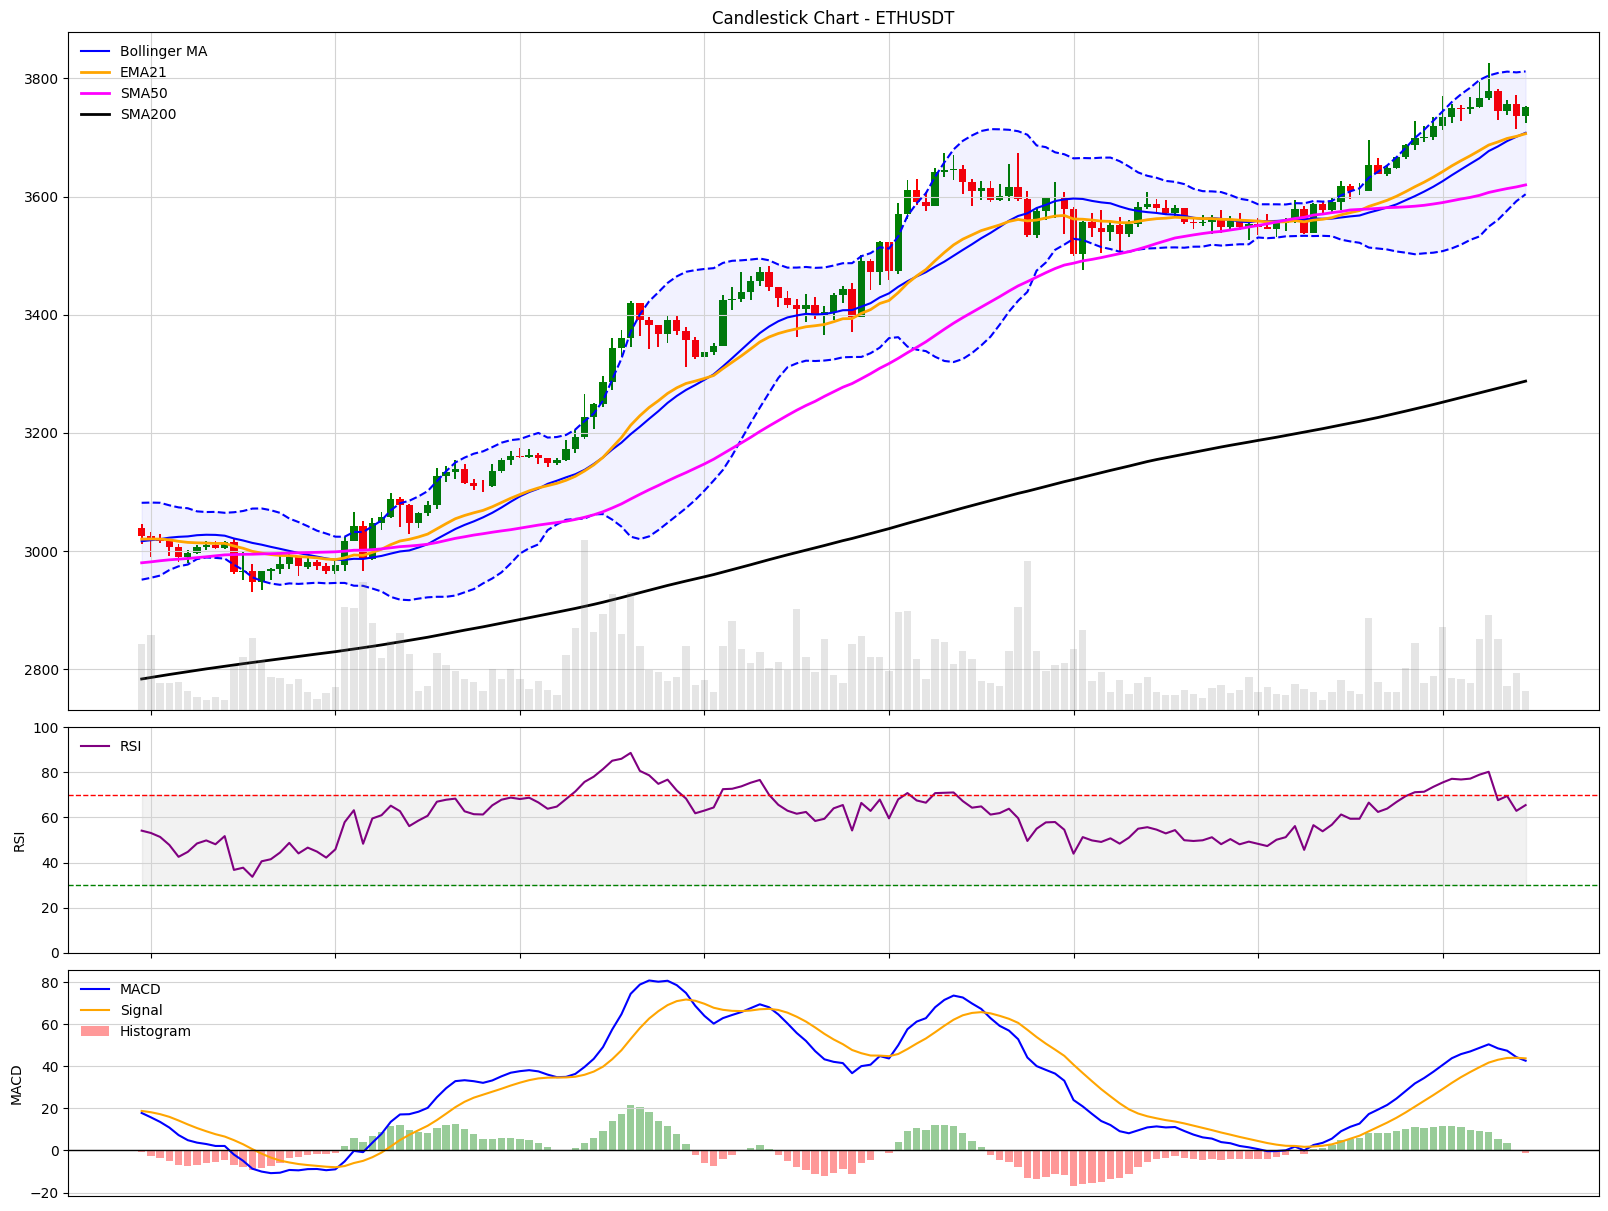 Candlestick Chart - ETHUSDT
Bollinger MA
EMA21
SMA50
SMA200
3800
3600
3400
3200
3000
2800
RSI
100
80
60
40
20
0
RSI
MACD
Signal
Histogram
80
60
40
20
0
−20
MACD